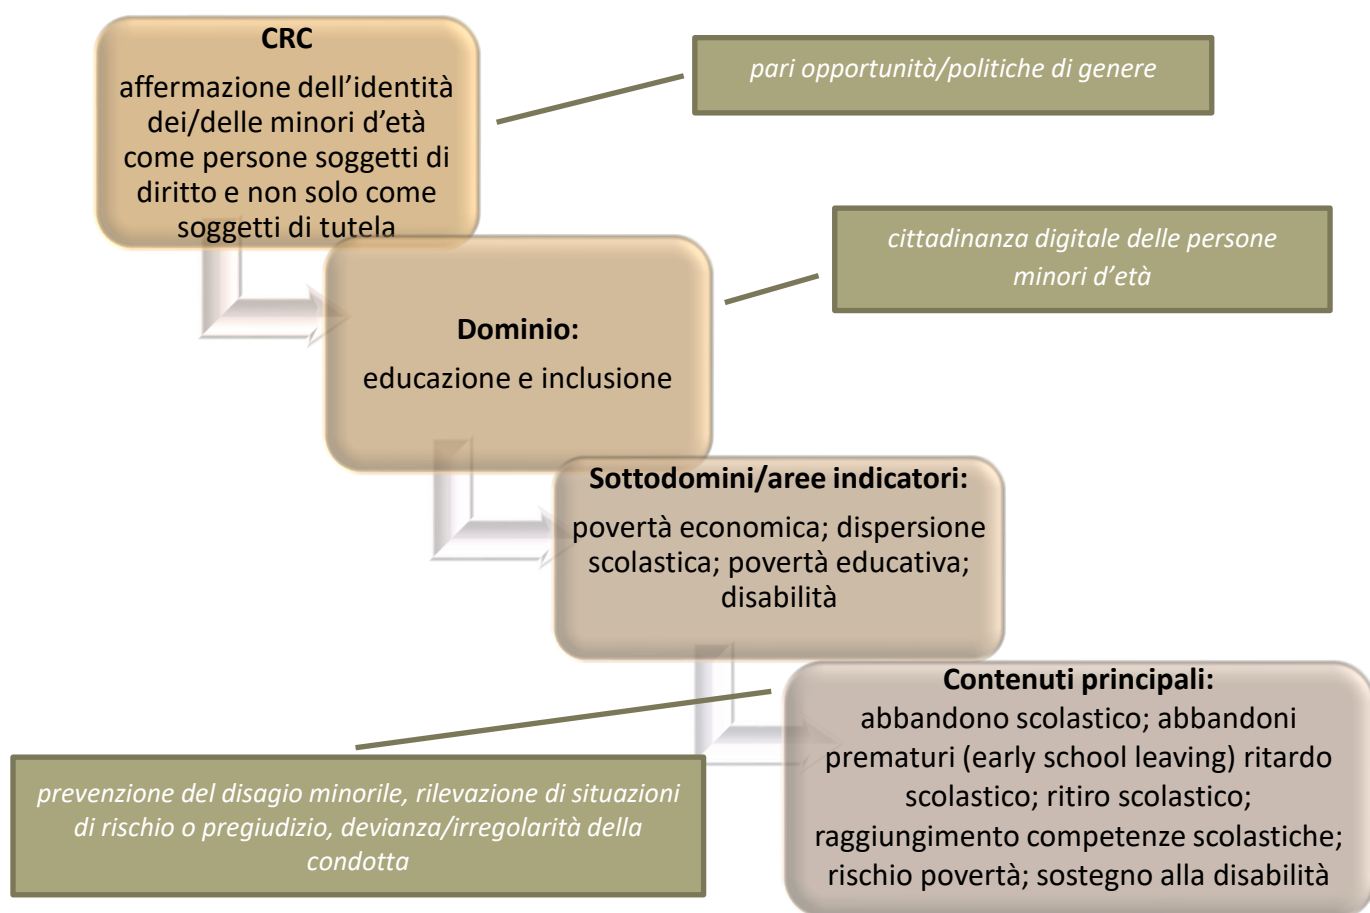 CRC
affermazione dell'identità
dei/delle minori d'età
come persone soggetti di
diritto e non solo come
soggetti di tutela
pari opportunità/politiche di genere
cittadinanza digitale delle persone
minori d'età
Dominio:
educazione e inclusione
Sottodomini/aree indicatori:
povertà economica; dispersione
scolastica; povertà educativa;
disabilità
Contenuti principali:
abbandono scolastico; abbandoni
prematuri (early school leaving) ritardo
scolastico; ritiro scolastico;
raggiungimento competenze scolastiche;
rischio povertà; sostegno alla disabilità
prevenzione del disagio minorile, rilevazione di situazioni
di rischio o pregiudizio, devianza/irregolarità della
condotta